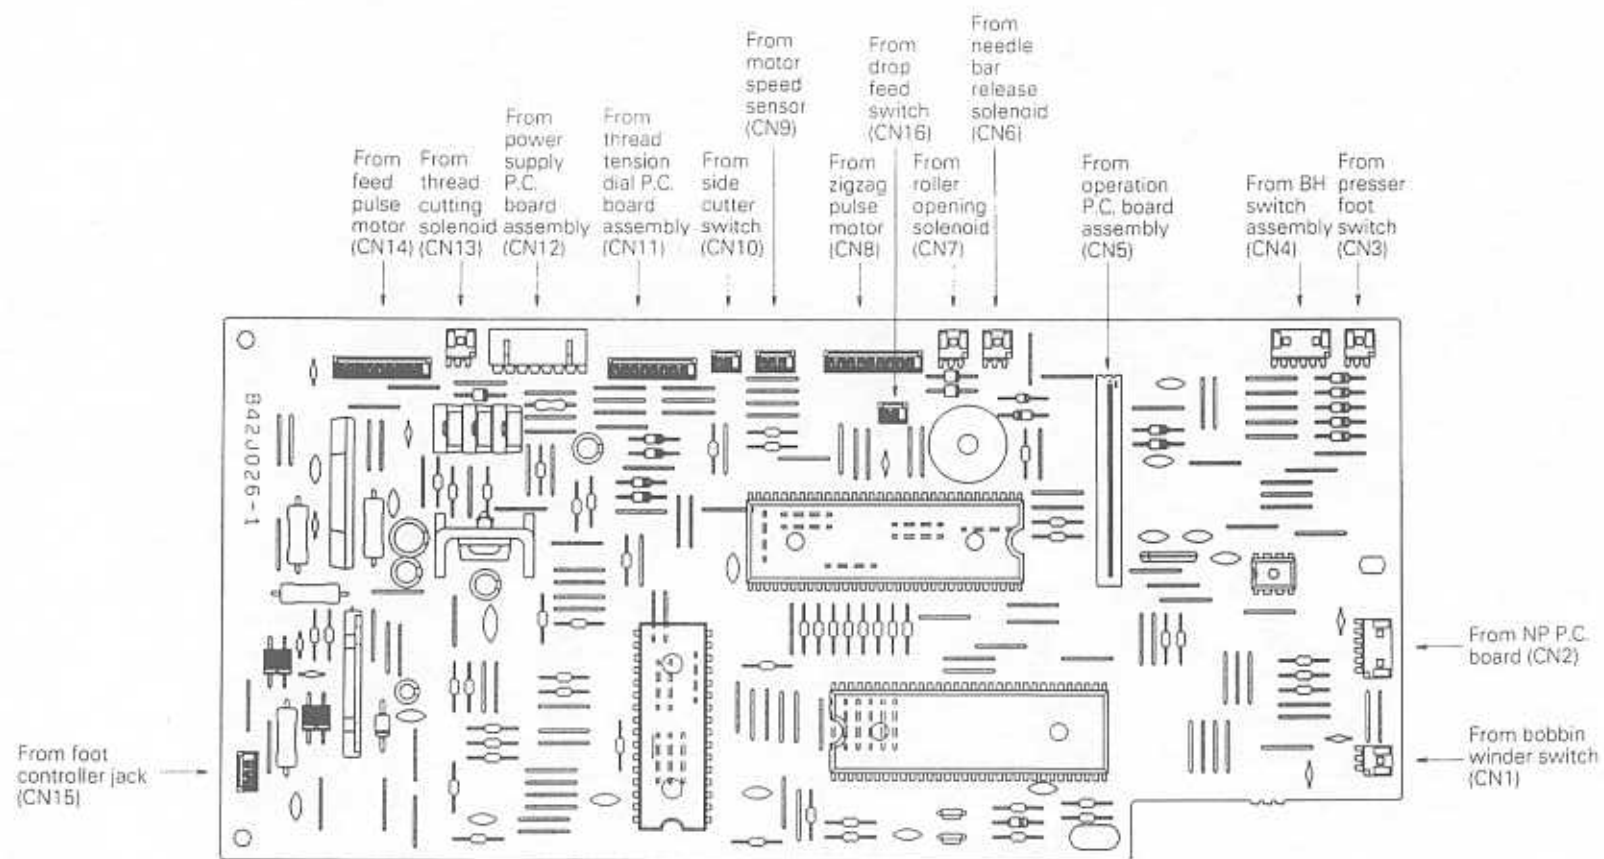 From
motor
speed
sensor
(CN9)
From
drop
feed
switch
(CN16)
From
needle
bar
release
solenoid
(CN6)
From
feed
pulse
motor
(CN14)
From
thread
cutting
solenoid
(CN13)
From
power
supply
P.C.
board
assembly
(CN12)
From
thread
tension
dial P.C.
board
assembly
(CN11)
From
side
cutter
switch
(CN10)
From
zigzag
pulse
motor
(CN8)
From
roller
opening
solenoid
(CN7)
From
operation
P.C. board
assembly
(CN5)
From BH
switch
assembly
(CN4)
From
presser
foot
switch
(CN3)
B42J026-1
From NP P.C.
board (CN2)
From bobbin
winder switch
(CN1)
From foot
controller jack
(CN15)